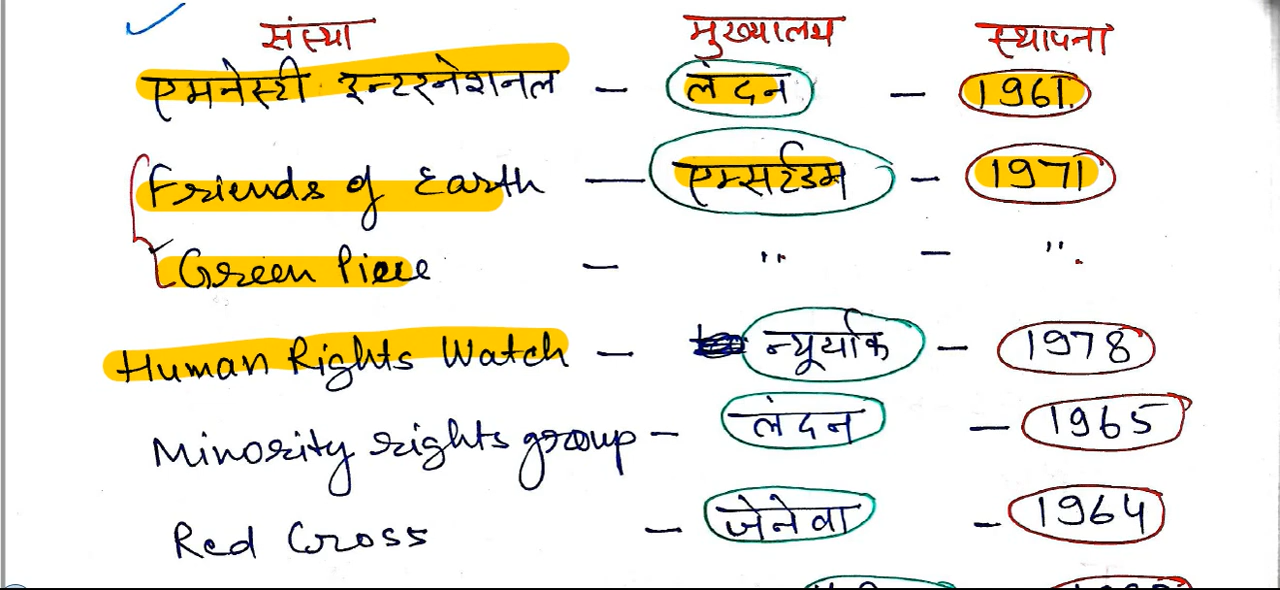 संस्था मुख्यालय स्थापना
एमनेस्टी इन्टरनेशनल - लंदन - 1961.
Friends of Earth - एम्सर्टडम - 1971
Green Piece - " - ".
Human Rights Watch - न्यूर्याक - 1978
Minority rights group - लंदन - 1965
Red Cross - जेनेवा - 1964